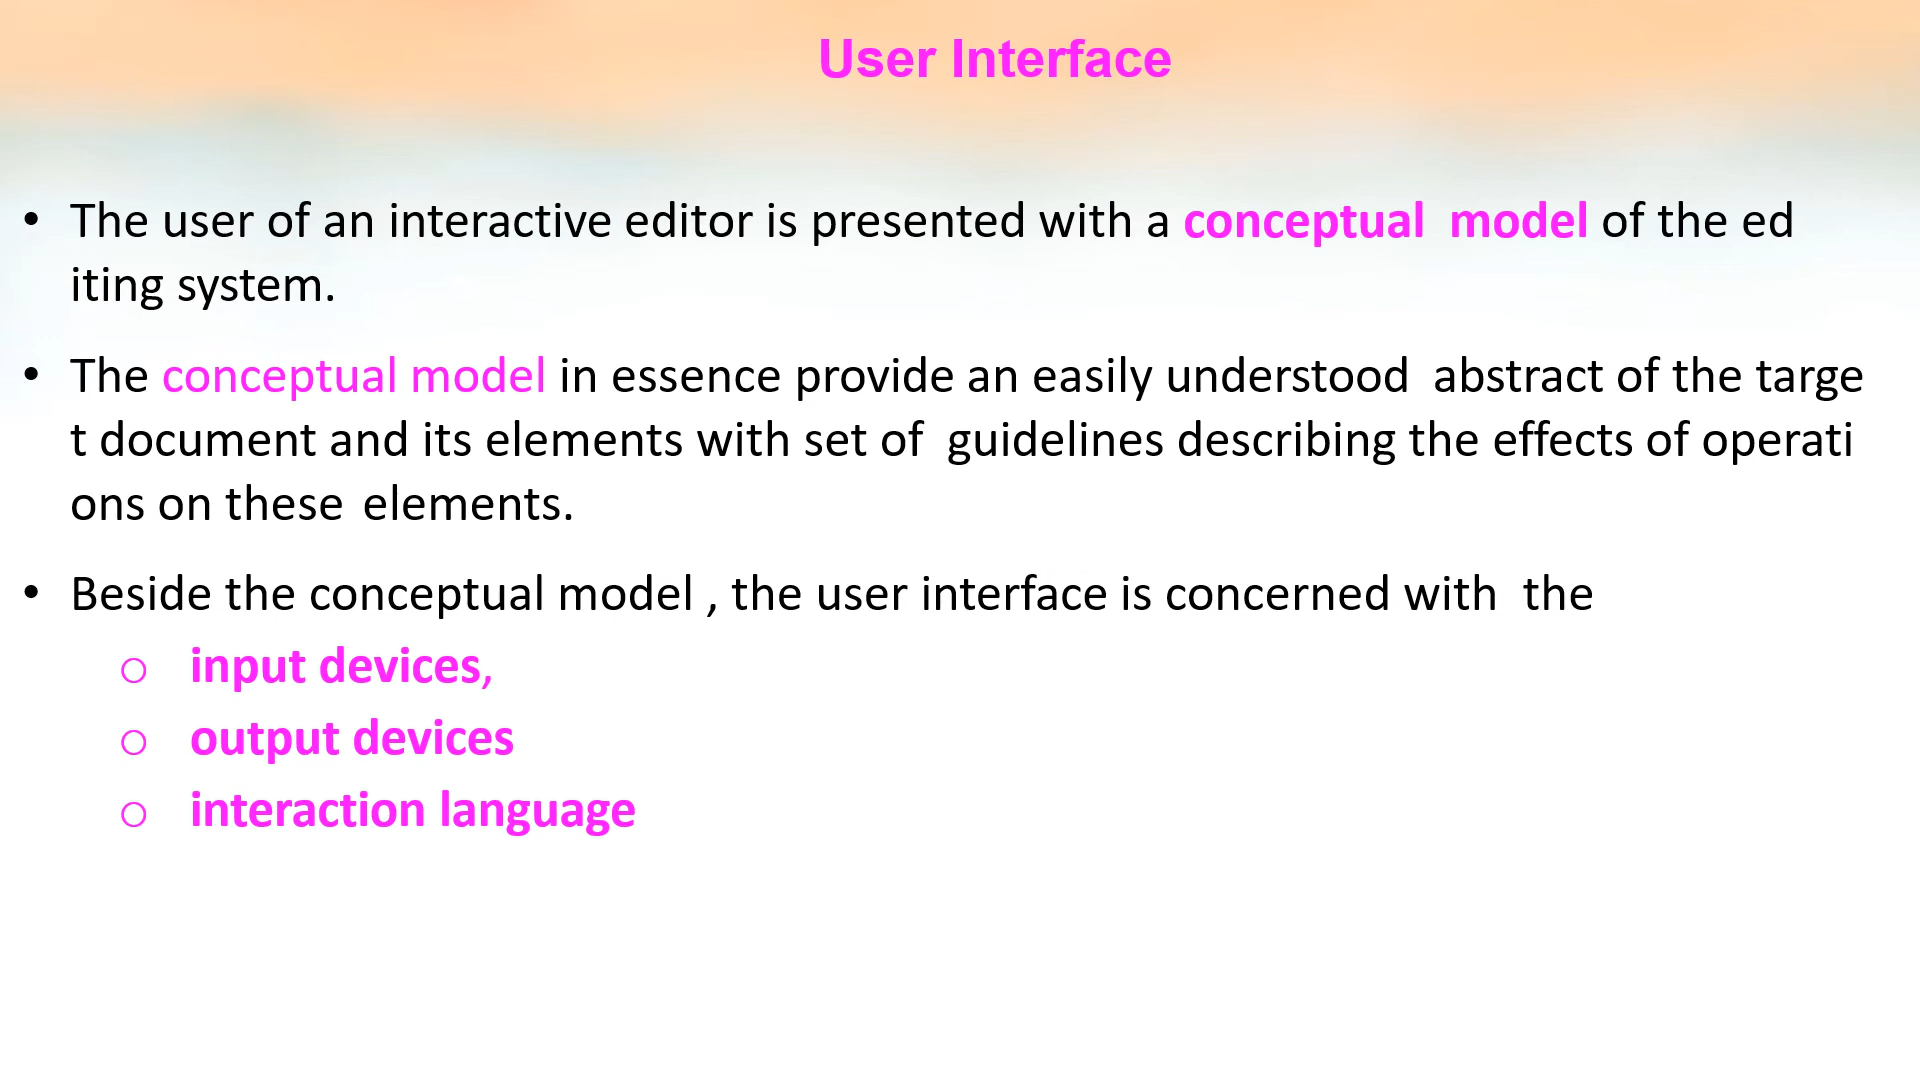 User Interface
• The user of an interactive editor is presented with a conceptual  model of the ed
iting system.
• The conceptual model in essence provide an easily understood  abstract of the targe
t document and its elements with set of  guidelines describing the effects of operati
ons on these elements.
• Beside the conceptual model , the user interface is concerned with  the
o input devices,
o output devices
o interaction language